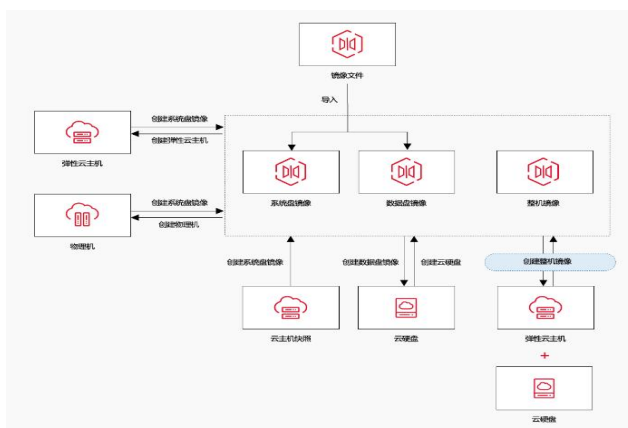 镜像文件
导入
创建系统盘镜像
创建弹性云主机
弹性云主机
系统盘镜像
数据盘镜像
整机镜像
创建系统盘镜像
创建物理机
物理机
创建系统盘镜像
创建数据盘镜像
创建云硬盘
创建整机镜像
云主机快照
云硬盘
弹性云主机
云硬盘